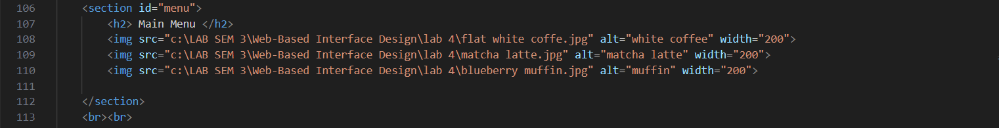 106 <section id="menu">
107 <h2> Main Menu </h2>
108 <img src="c:\LAB SEM 3\Web-Based Interface Design\lab 4\flat white coffe.jpg" alt="white coffee" width="200">
109 <img src="c:\LAB SEM 3\Web-Based Interface Design\lab 4\matcha latte.jpg" alt="matcha latte" width="200">
110 <img src="c:\LAB SEM 3\Web-Based Interface Design\lab 4\blueberry muffin.jpg" alt="muffin" width="200">
111
112 </section>
113 <br><br>